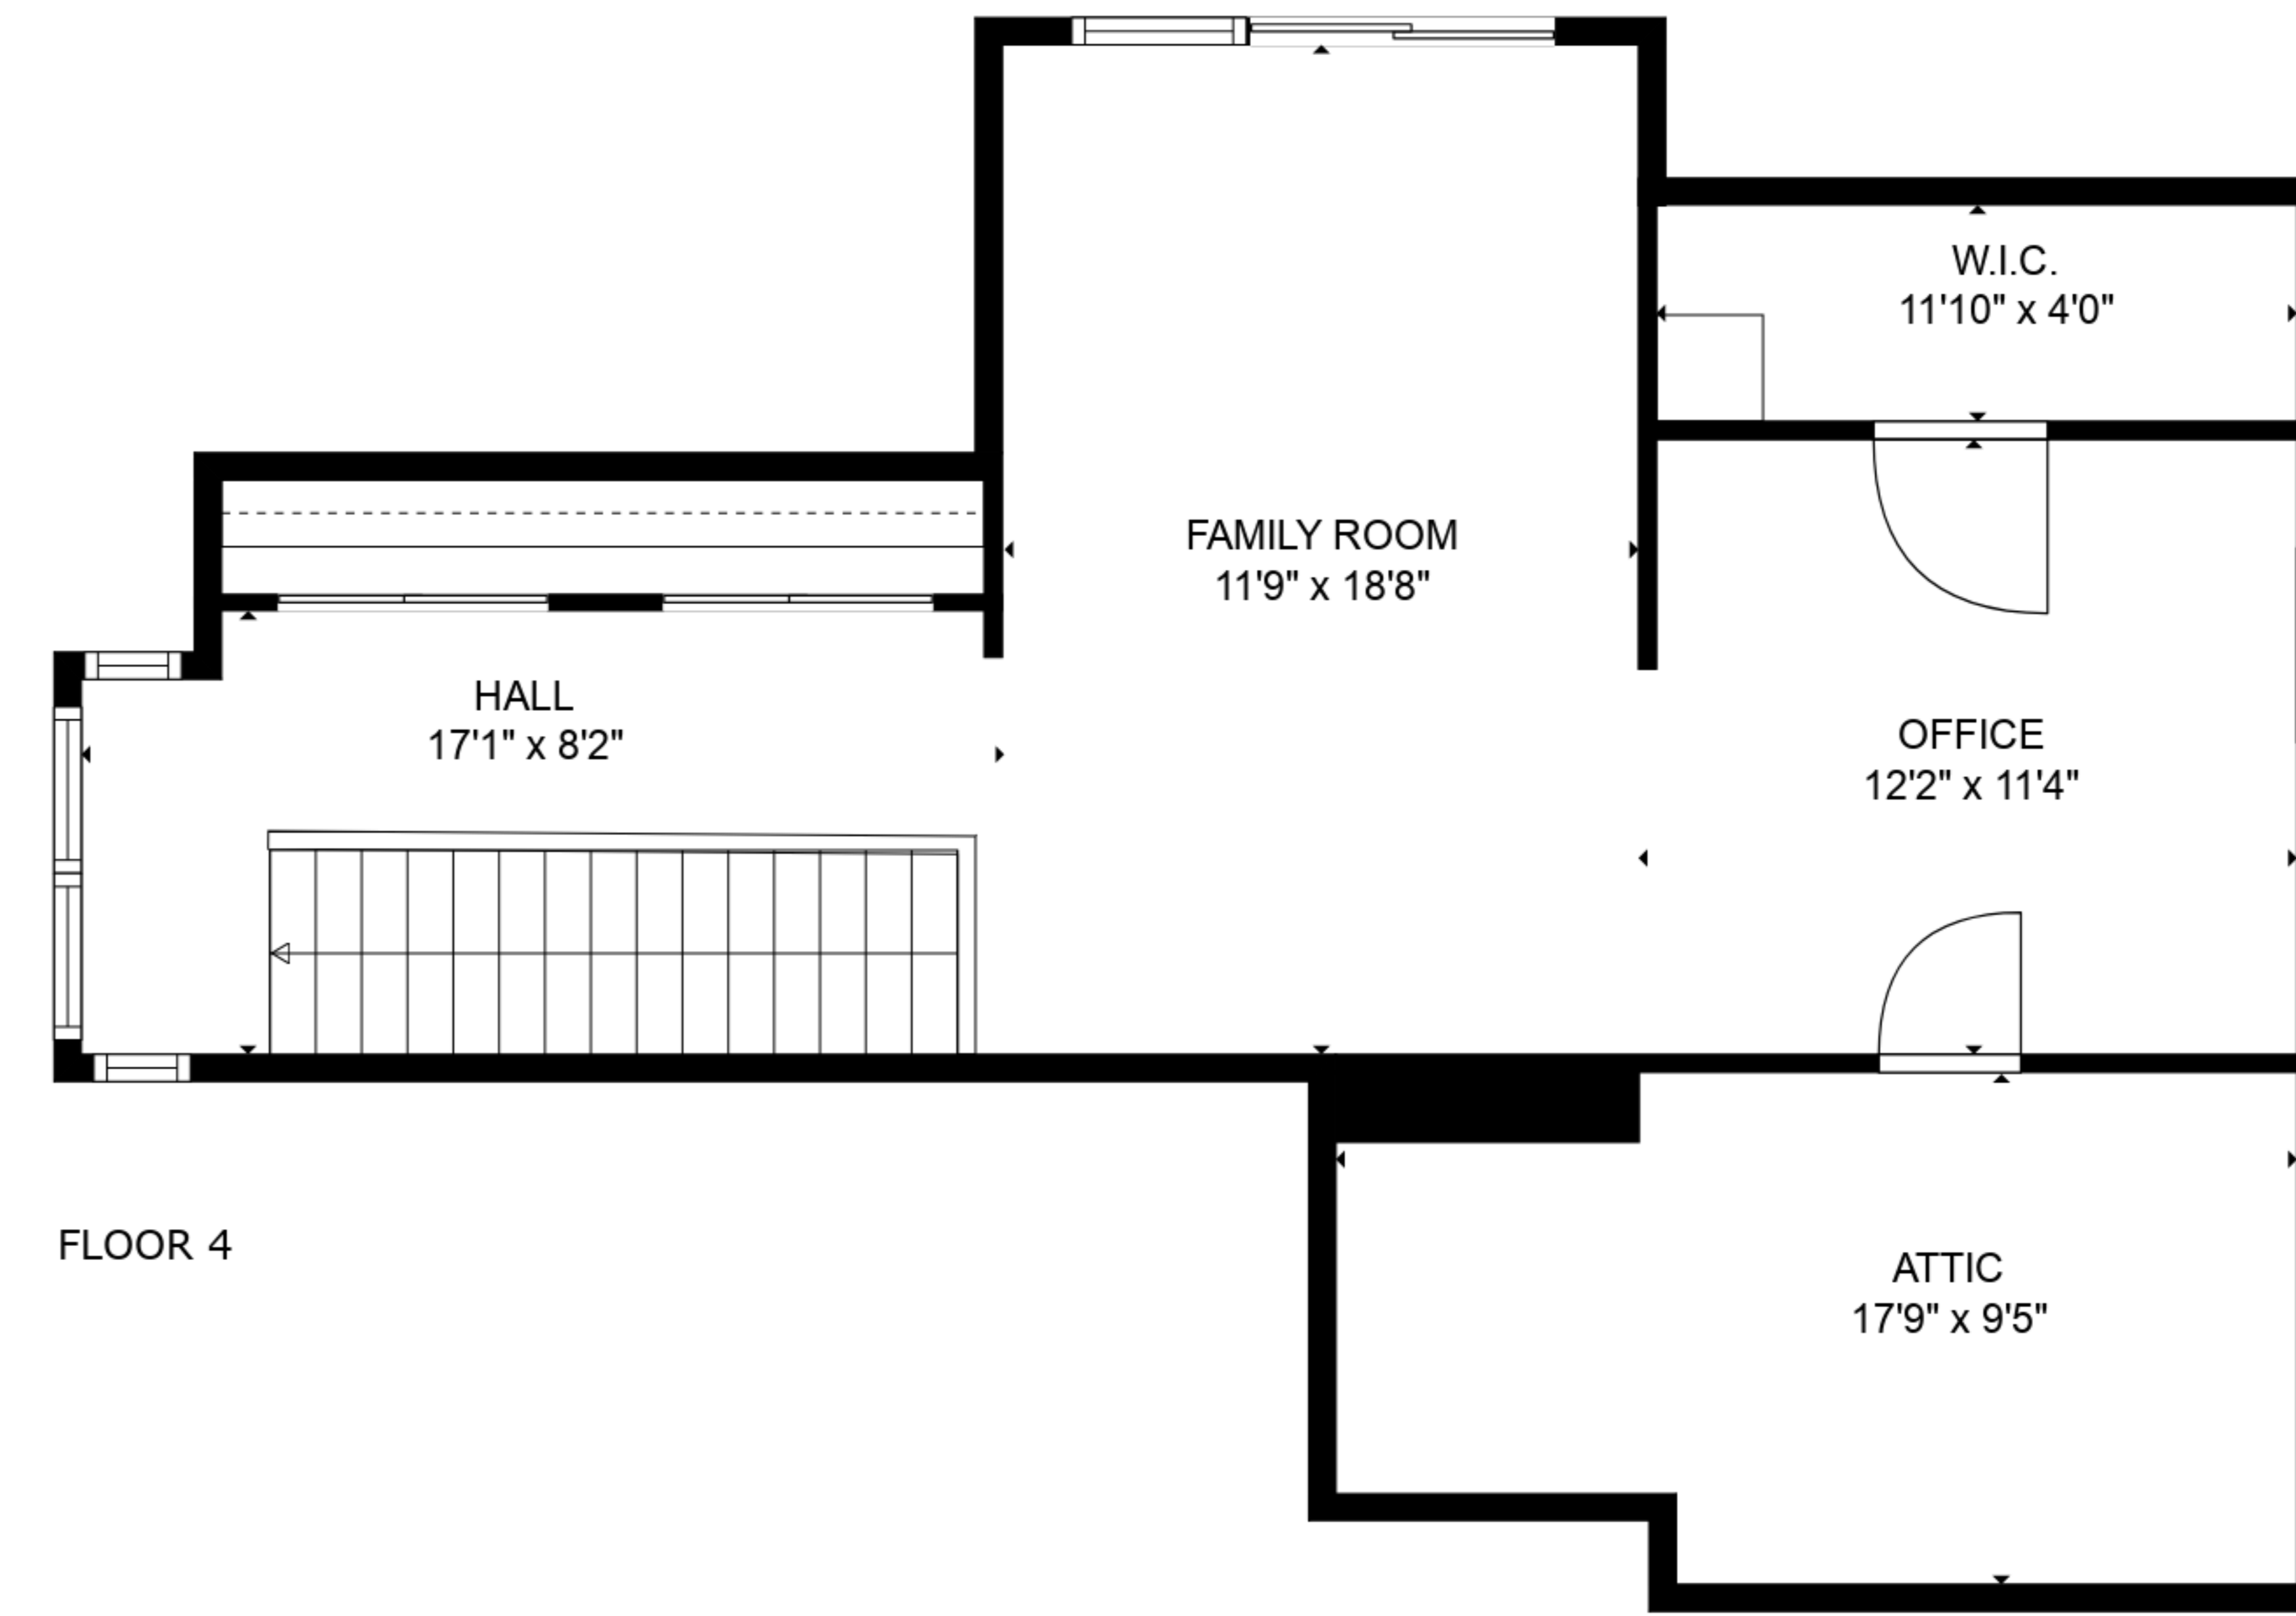 W.I.C.
11'10" x 4'0"
FAMILY ROOM
11'9" x 18'8"
HALL
17'1" x 8'2"
OFFICE
12'2" x 11'4"
FLOOR 4
ATTIC
17'9" x 9'5"